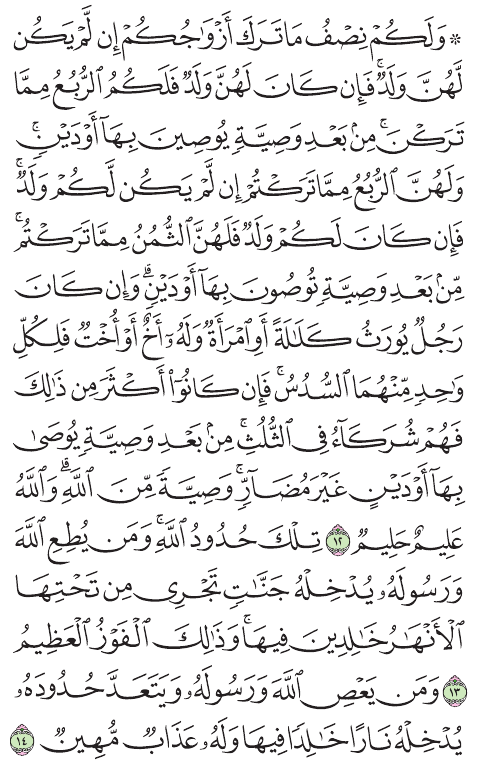 ۞ وَلَكُمْ نِصْفُ مَا تَرَكَ أَزْوَٰجُكُمْ إِن لَّمْ يَكُن
لَّهُنَّ وَلَدٌ ۚ فَإِن كَانَ لَهُنَّ وَلَدٌ فَلَكُمُ ٱلرُّبُعُ مِمَّا
تَرَكْنَ ۚ مِنۢ بَعْدِ وَصِيَّةٍ يُوصِينَ بِهَآ أَوْ دَيْنٍ ۚ
وَلَهُنَّ ٱلرُّبُعُ مِمَّا تَرَكْتُمْ إِن لَّمْ يَكُن لَّكُمْ وَلَدٌ ۚ
فَإِن كَانَ لَكُمْ وَلَدٌ فَلَهُنَّ ٱلثُّمُنُ مِمَّا تَرَكْتُم ۚ
مِّنۢ بَعْدِ وَصِيَّةٍ تُوصُونَ بِهَآ أَوْ دَيْنٍ ۗ وَإِن كَانَ
رَجُلٌ يُورَثُ كَلَٰلَةً أَوِ ٱمْرَأَةٌ وَلَهُۥٓ أَخٌ أَوْ أُخْتٌ فَلِكُلِّ
وَٰحِدٍ مِّنْهُمَا ٱلسُّدُسُ ۚ فَإِن كَانُوٓا۟ أَكْثَرَ مِن ذَٰلِكَ
فَهُمْ شُرَكَآءُ فِى ٱلثُّلُثِ ۚ مِنۢ بَعْدِ وَصِيَّةٍ يُوصَىٰ
بِهَآ أَوْ دَيْنٍ غَيْرَ مُضَآرٍّ ۚ وَصِيَّةً مِّنَ ٱللَّهِ ۗ وَٱللَّهُ
عَلِيمٌ حَلِيمٌ ١٢ تِلْكَ حُدُودُ ٱللَّهِ ۚ وَمَن يُطِعِ ٱللَّهَ
وَرَسُولَهُۥ يُدْخِلْهُ جَنَّٰتٍ تَجْرِى مِن تَحْتِهَا
ٱلْأَنْهَٰرُ خَٰلِدِينَ فِيهَا ۚ وَذَٰلِكَ ٱلْفَوْزُ ٱلْعَظِيمُ
١٣ وَمَن يَعْصِ ٱللَّهَ وَرَسُولَهُۥ وَيَتَعَدَّ حُدُودَهُۥ
يُدْخِلْهُ نَارًا خَٰلِدًا فِيهَا وَلَهُۥ عَذَابٌ مُّهِينٌ ١٤